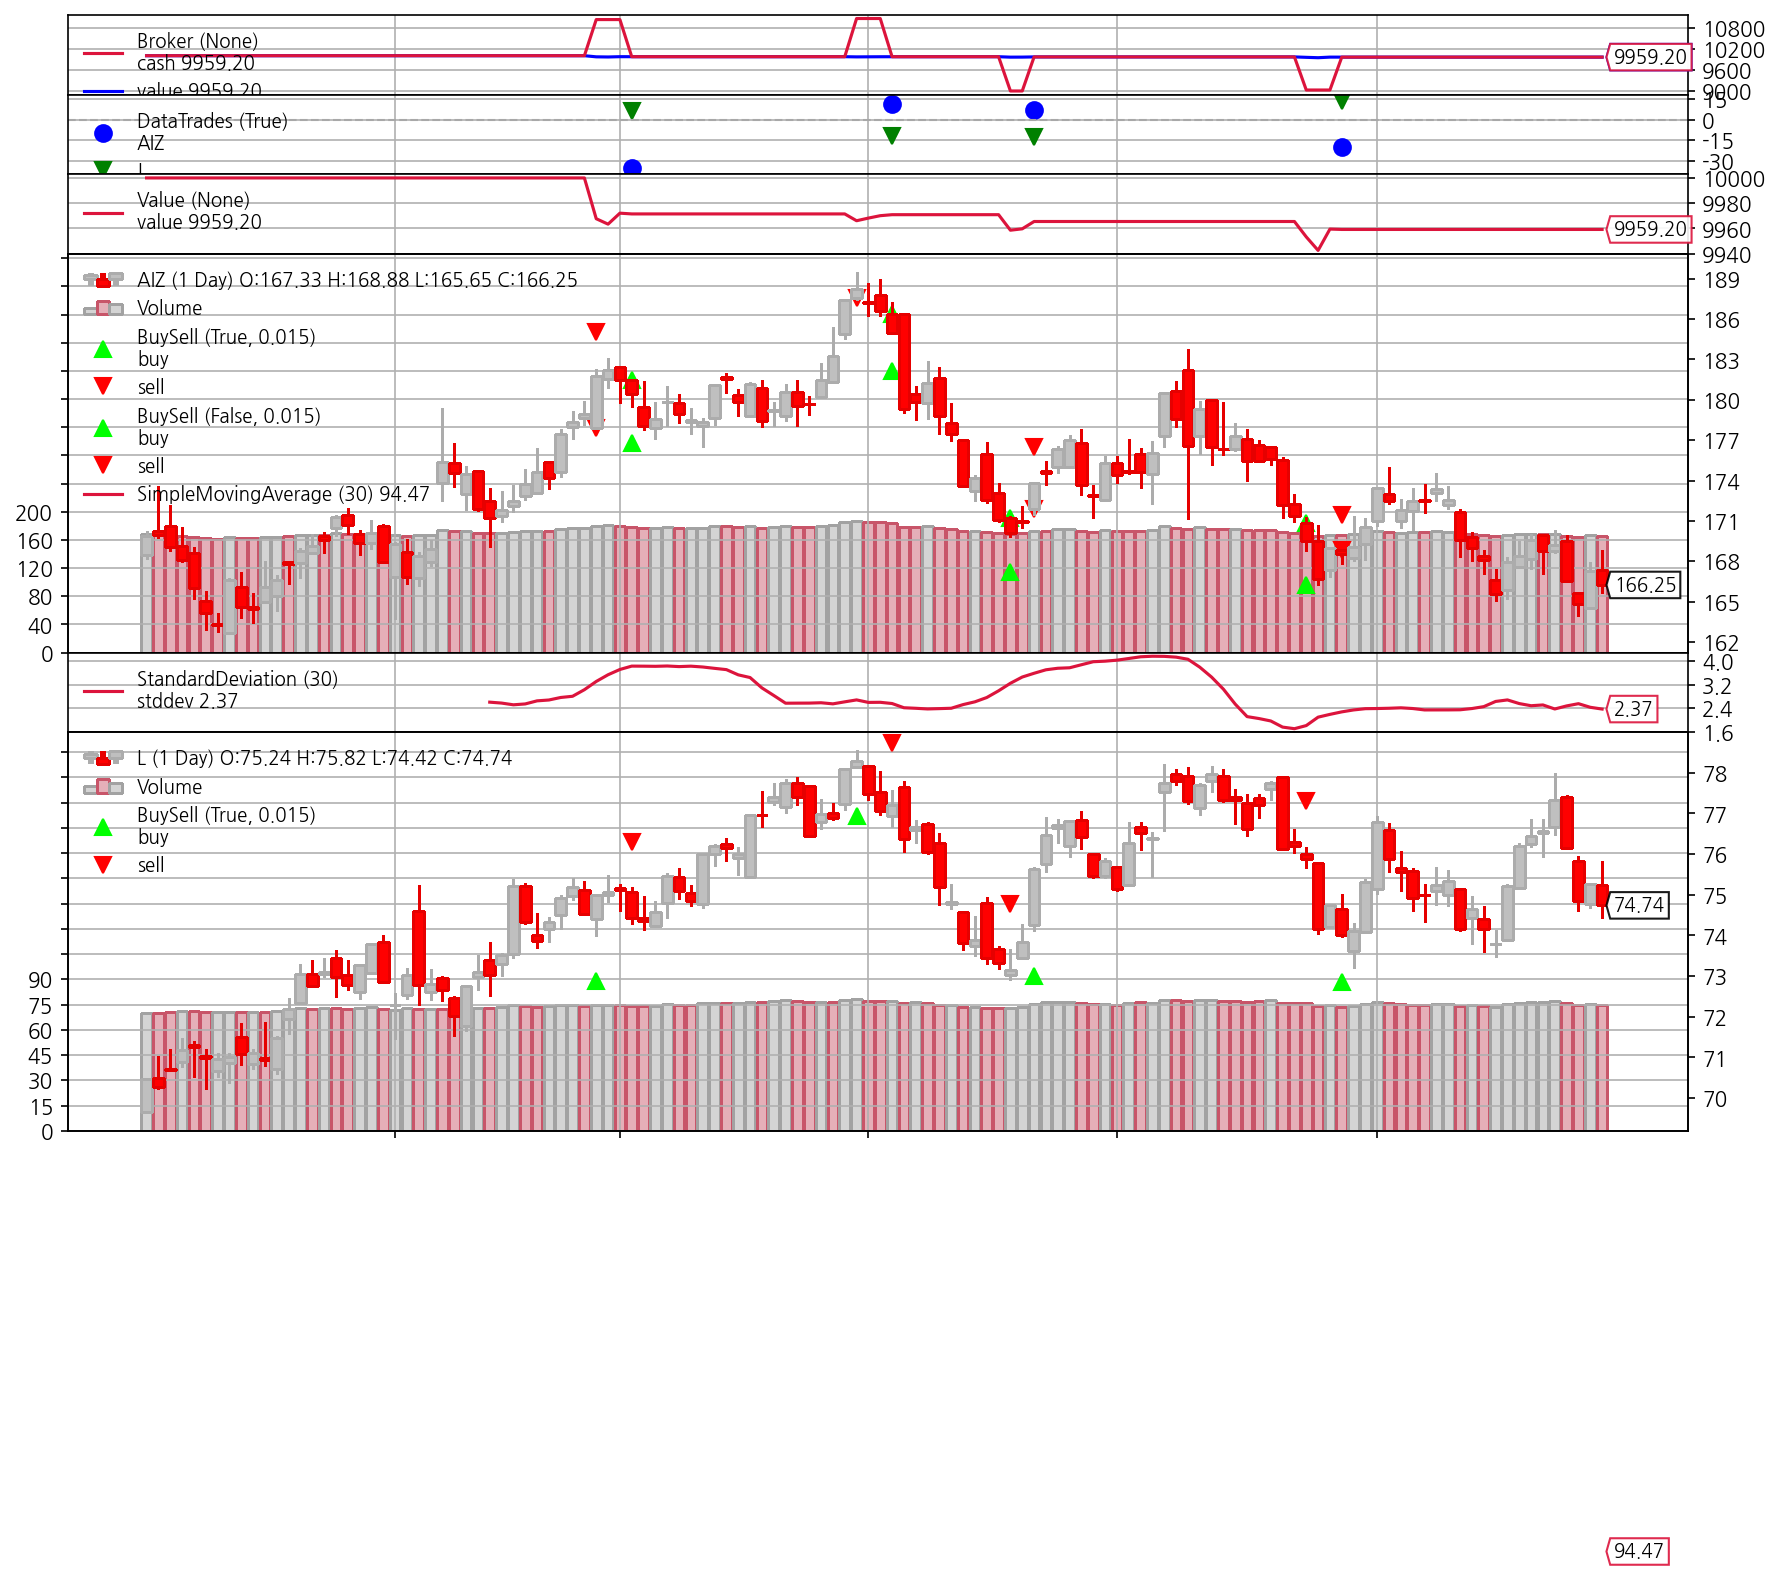 Broker (None)
cash 9959.20
value 9959.20
10800
10200
9600
9000
9959.20
DataTrades (True)
AIZ
L
15
0
-15
-30
Value (None)
value 9959.20
10000
9980
9960
9940
9959.20
AIZ (1 Day) O:167.33 H:168.88 L:165.65 C:166.25
Volume
BuySell (True, 0.015)
buy
sell
BuySell (False, 0.015)
buy
sell
SimpleMovingAverage (30) 94.47
200
160
120
80
40
0
189
186
183
180
177
174
171
168
165
162
166.25
StandardDeviation (30)
stddev 2.37
4.0
3.2
2.4
1.6
2.37
L (1 Day) O:75.24 H:75.82 L:74.42 C:74.74
Volume
BuySell (True, 0.015)
buy
sell
90
75
60
45
30
15
0
78
77
76
75
74
73
72
71
70
74.74
94.47